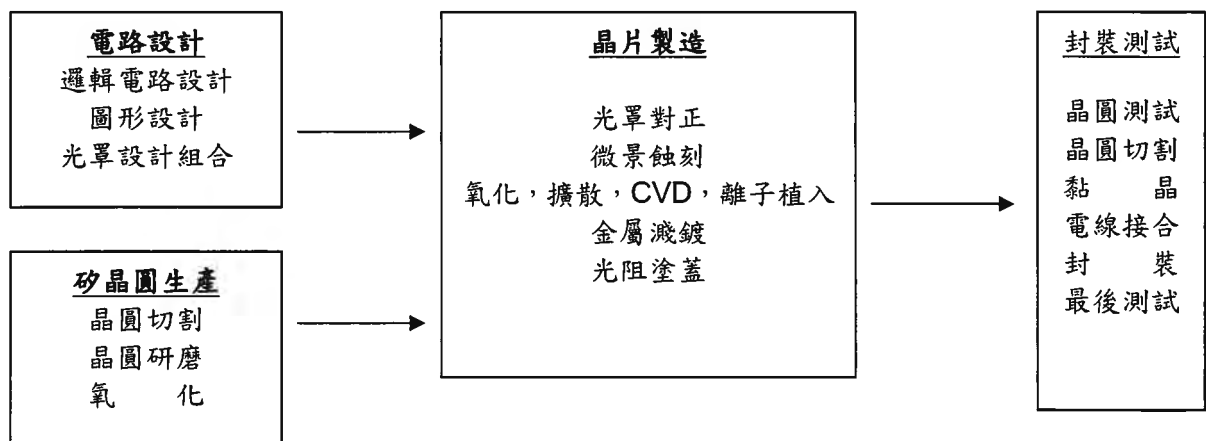 電路設計
邏輯電路設計
圖形設計
光罩設計組合
矽晶圓生產
晶圓切割
晶圓研磨
氧 化
晶片製造
光罩對正
微景蝕刻
氧化，擴散，CVD，離子植入
金屬濺鍍
光阻塗蓋
封裝測試
晶圓測試
晶圓切割
黏 晶
電線接合
封 裝
最後測試